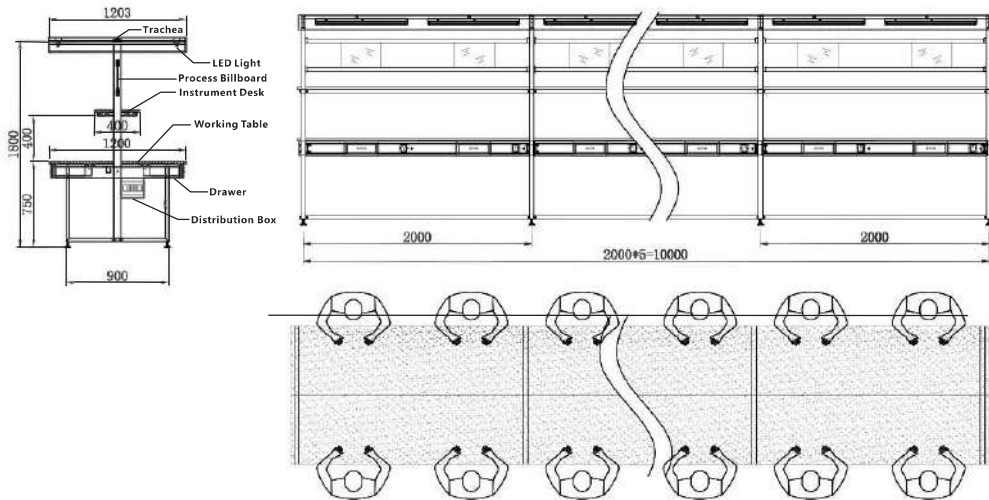 1203
Trachea
LED Light
Process Billboard
Instrument Desk
400
Working Table
1200
1800
400
750
Drawer
Distribution Box
900
2000
2000
2000*5=10000